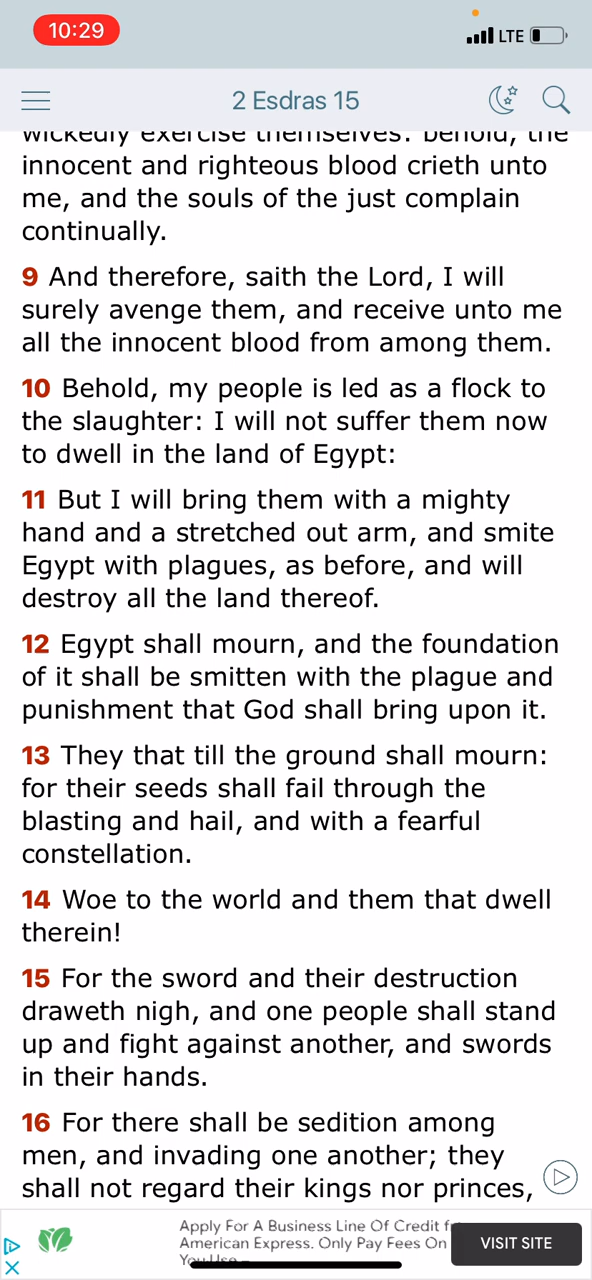 10:29
LTE
2 Esdras 15
wickedly exercise themselves: behold, the
innocent and righteous blood crieth unto
me, and the souls of the just complain
continually.
9 And therefore, saith the Lord, I will
surely avenge them, and receive unto me
all the innocent blood from among them.
10 Behold, my people is led as a flock to
the slaughter: I will not suffer them now
to dwell in the land of Egypt:
11 But I will bring them with a mighty
hand and a stretched out arm, and smite
Egypt with plagues, as before, and will
destroy all the land thereof.
12 Egypt shall mourn, and the foundation
of it shall be smitten with the plague and
punishment that God shall bring upon it.
13 They that till the ground shall mourn:
for their seeds shall fail through the
blasting and hail, and with a fearful
constellation.
14 Woe to the world and them that dwell
therein!
15 For the sword and their destruction
draweth nigh, and one people shall stand
up and fight against another, and swords
in their hands.
16 For there shall be sedition among
men, and invading one another; they
shall not regard their kings nor princes,
Apply For A Business Line Of Credit
American Express. Only Pay Fees On
You Use
VISIT SITE